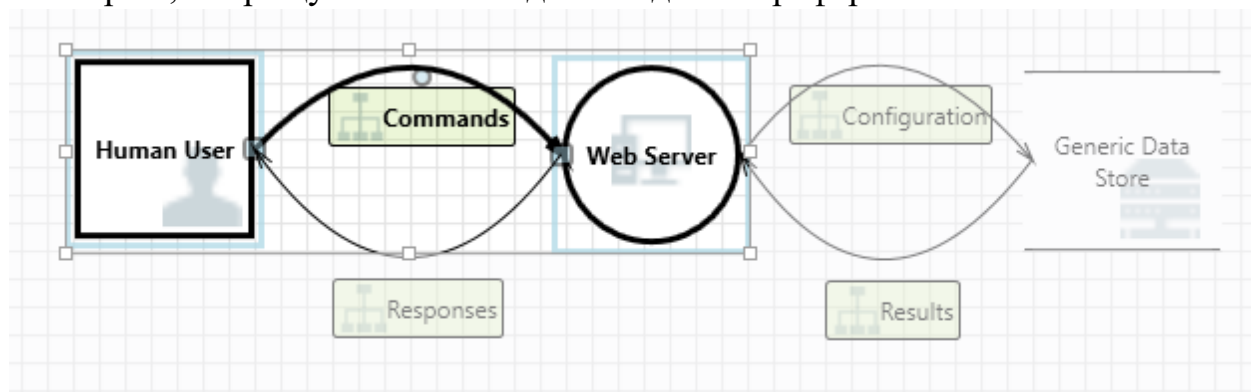 Human User
Commands
Web Server
Configuration
Generic Data
Store
Responses
Results